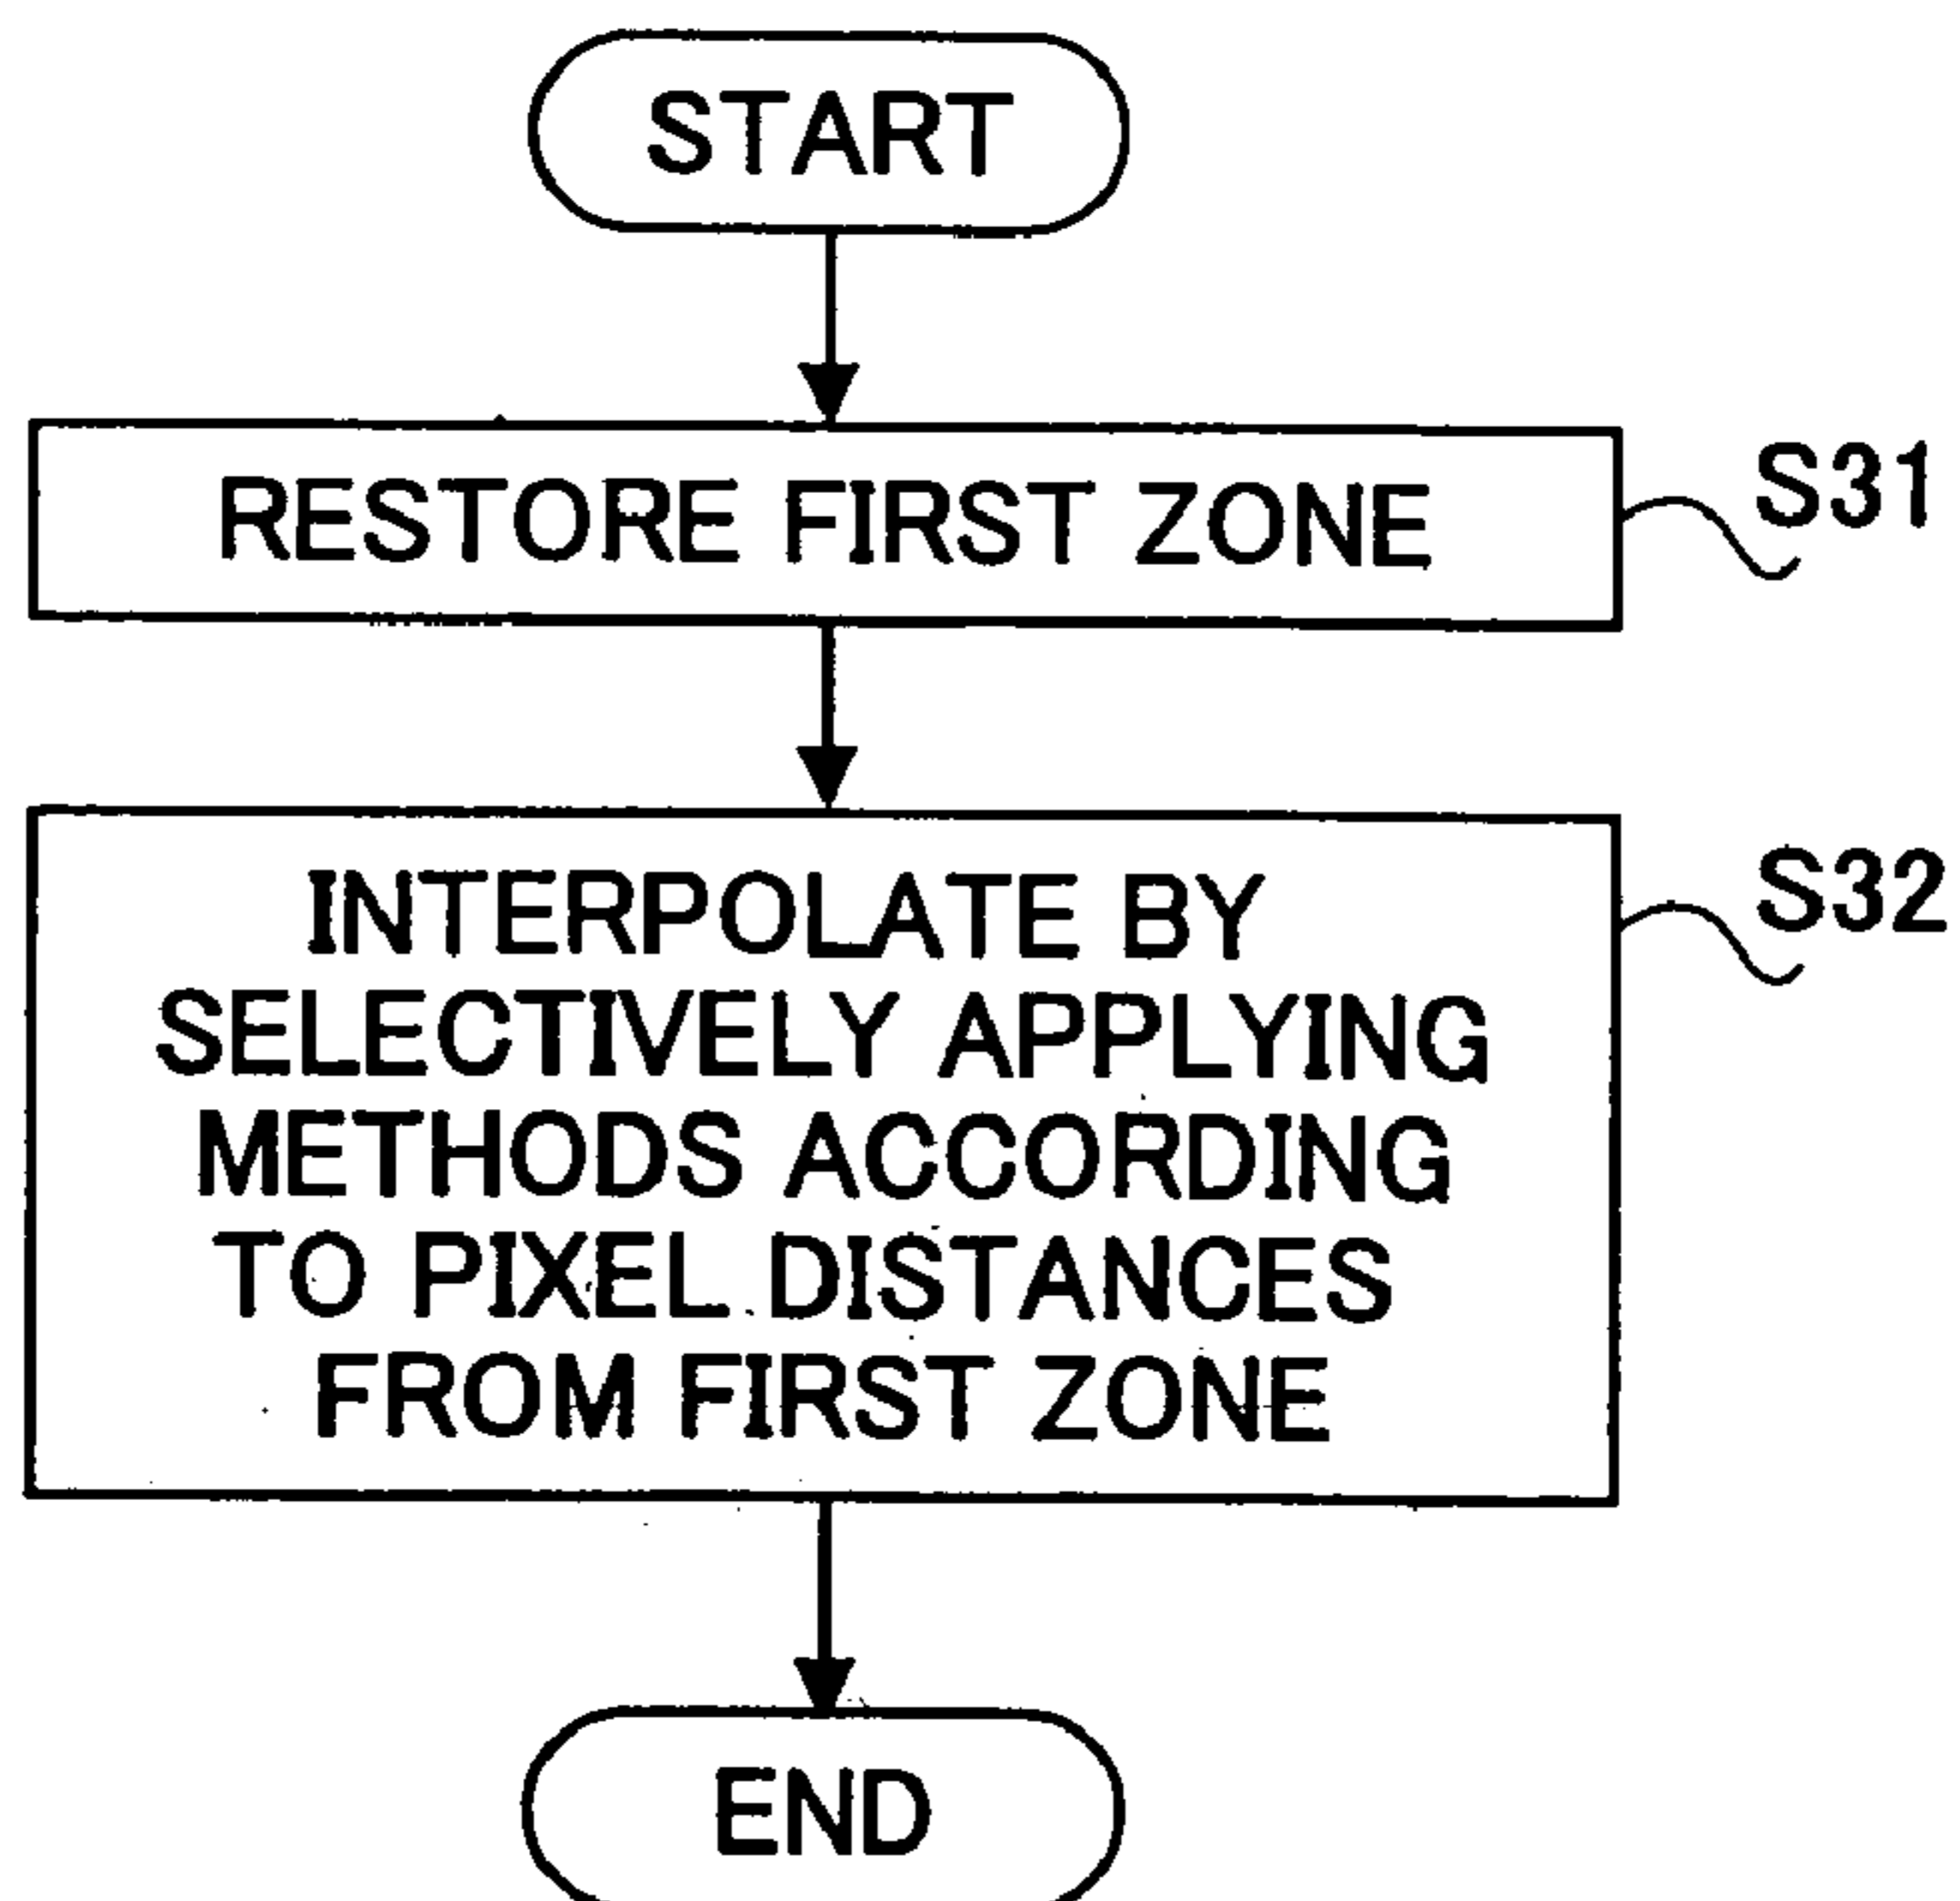 START
RESTORE FIRST ZONE
S31
INTERPOLATE BY
SELECTIVELY APPLYING
METHODS ACCORDING
TO PIXEL DISTANCES
FROM FIRST ZONE
S32
END